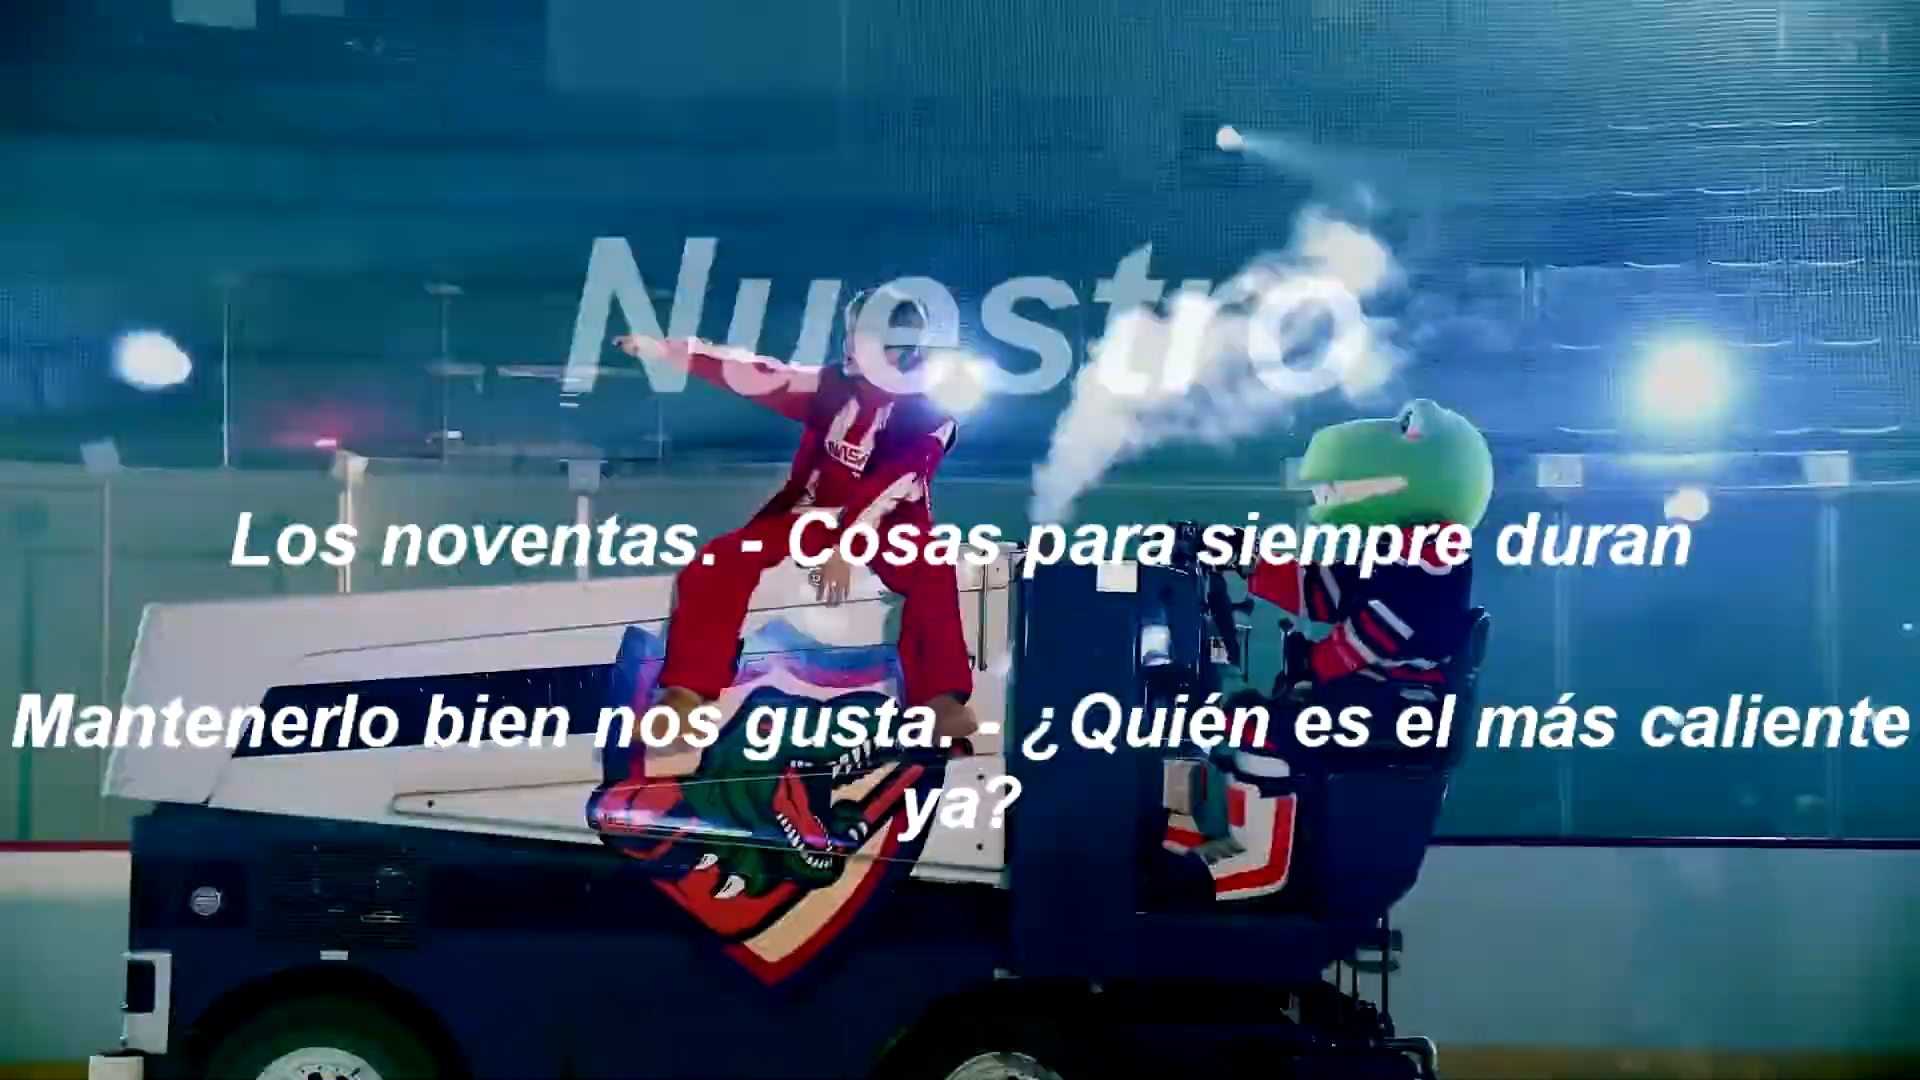 Nuestro
Los noventas. - Cosas para siempre duran
Mantenerlo bien nos gusta. - ¿Quién es el más caliente
ya?